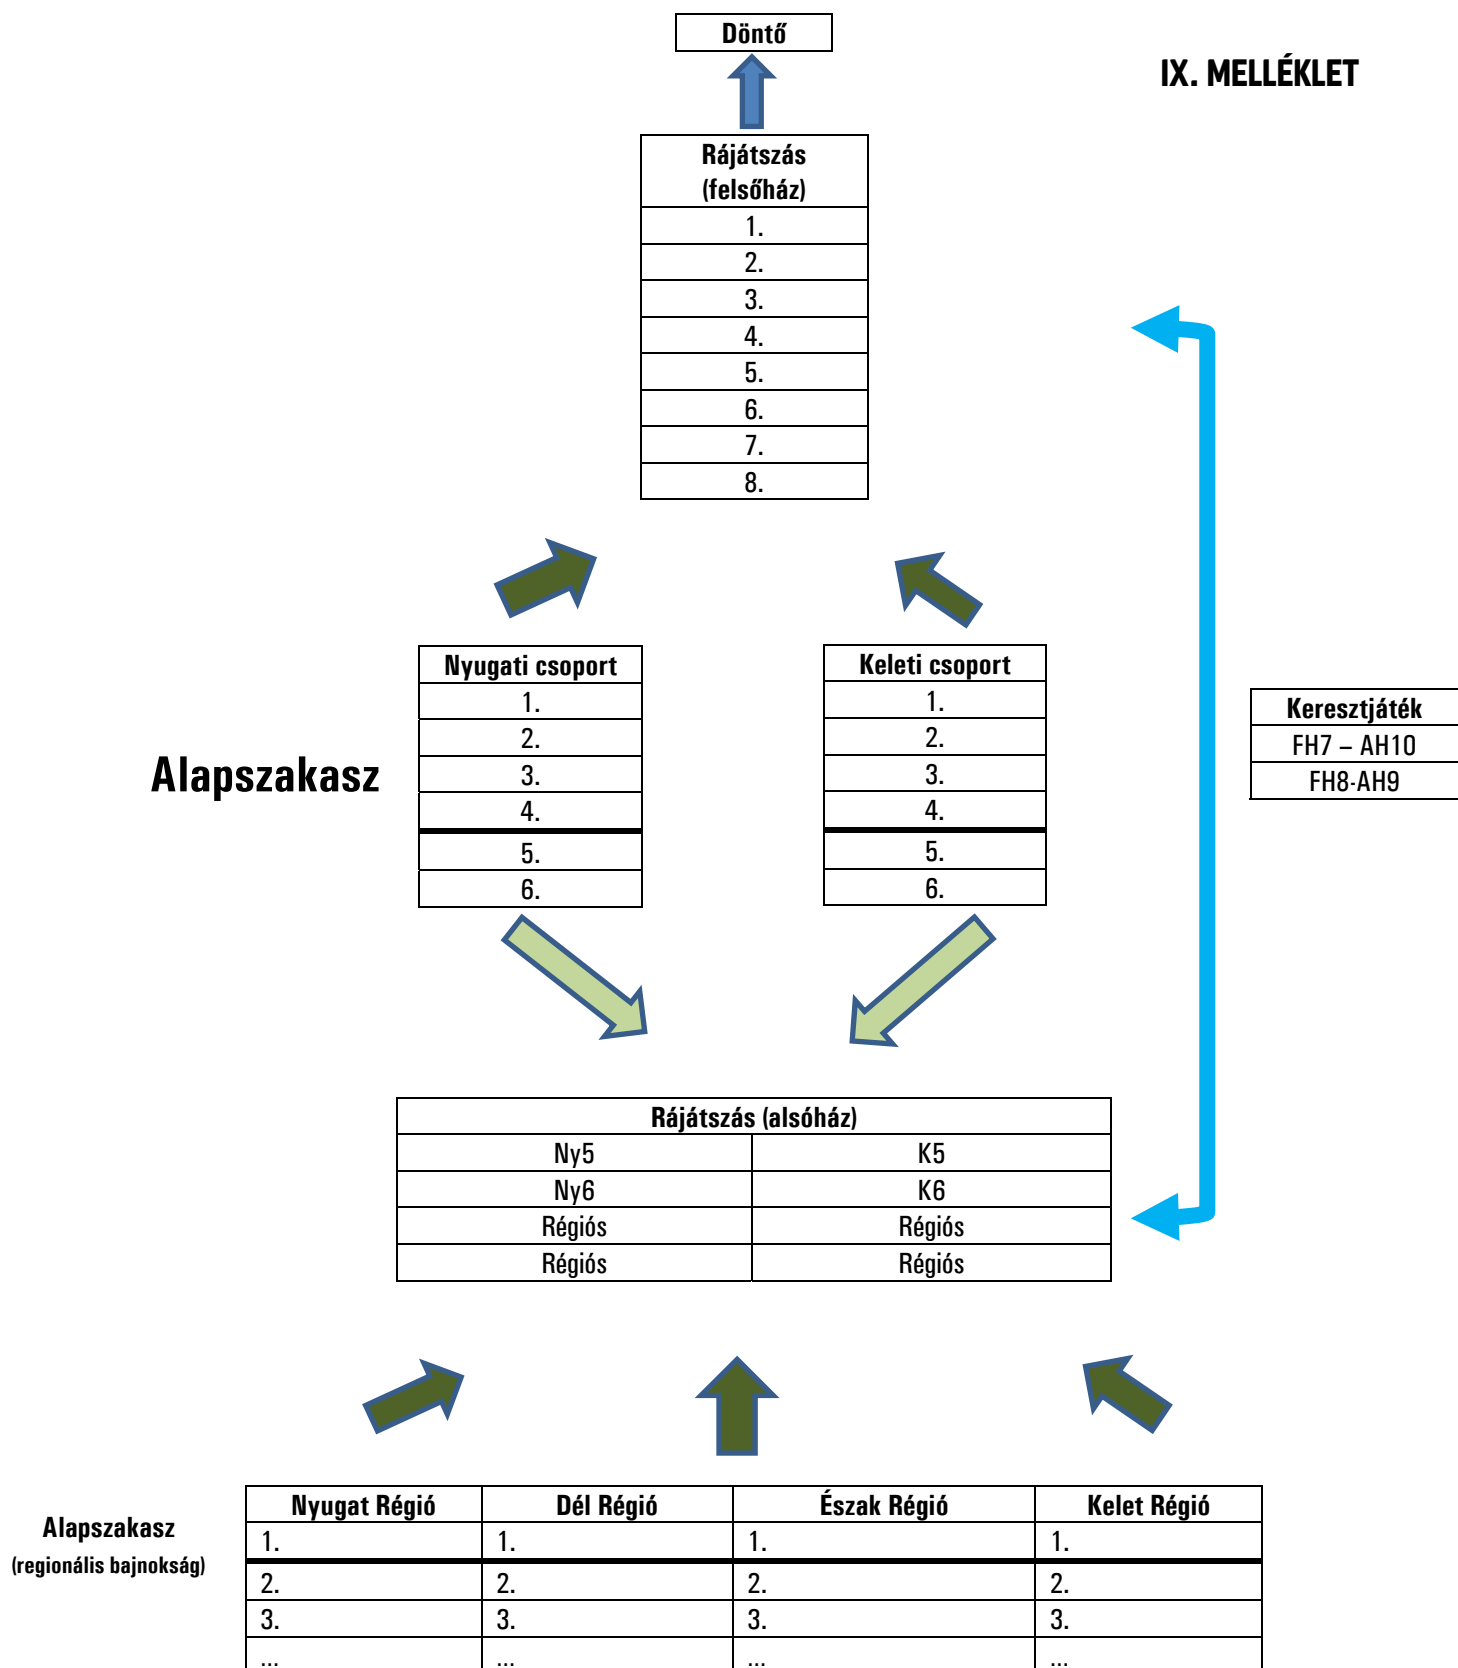 Döntő
IX. MELLÉKLET
Rájátszás
(felsőház)
1.
2.
3.
4.
5.
6.
7.
8.
Nyugati csoport
1.
2.
3.
4.
5.
6.
Keleti csoport
1.
2.
3.
4.
5.
6.
Alapszakasz
Keresztjáték
FH7 – AH10
FH8-AH9
Rájátszás (alsóház)
Ny5 K5
Ny6 K6
Régiós Régiós
Régiós Régiós
Alapszakasz
(regionális bajnokság)
Nyugat Régió Dél Régió Észak Régió Kelet Régió
1. 1. 1. 1.
2. 2. 2. 2.
3. 3. 3. 3.
... ... ... ...